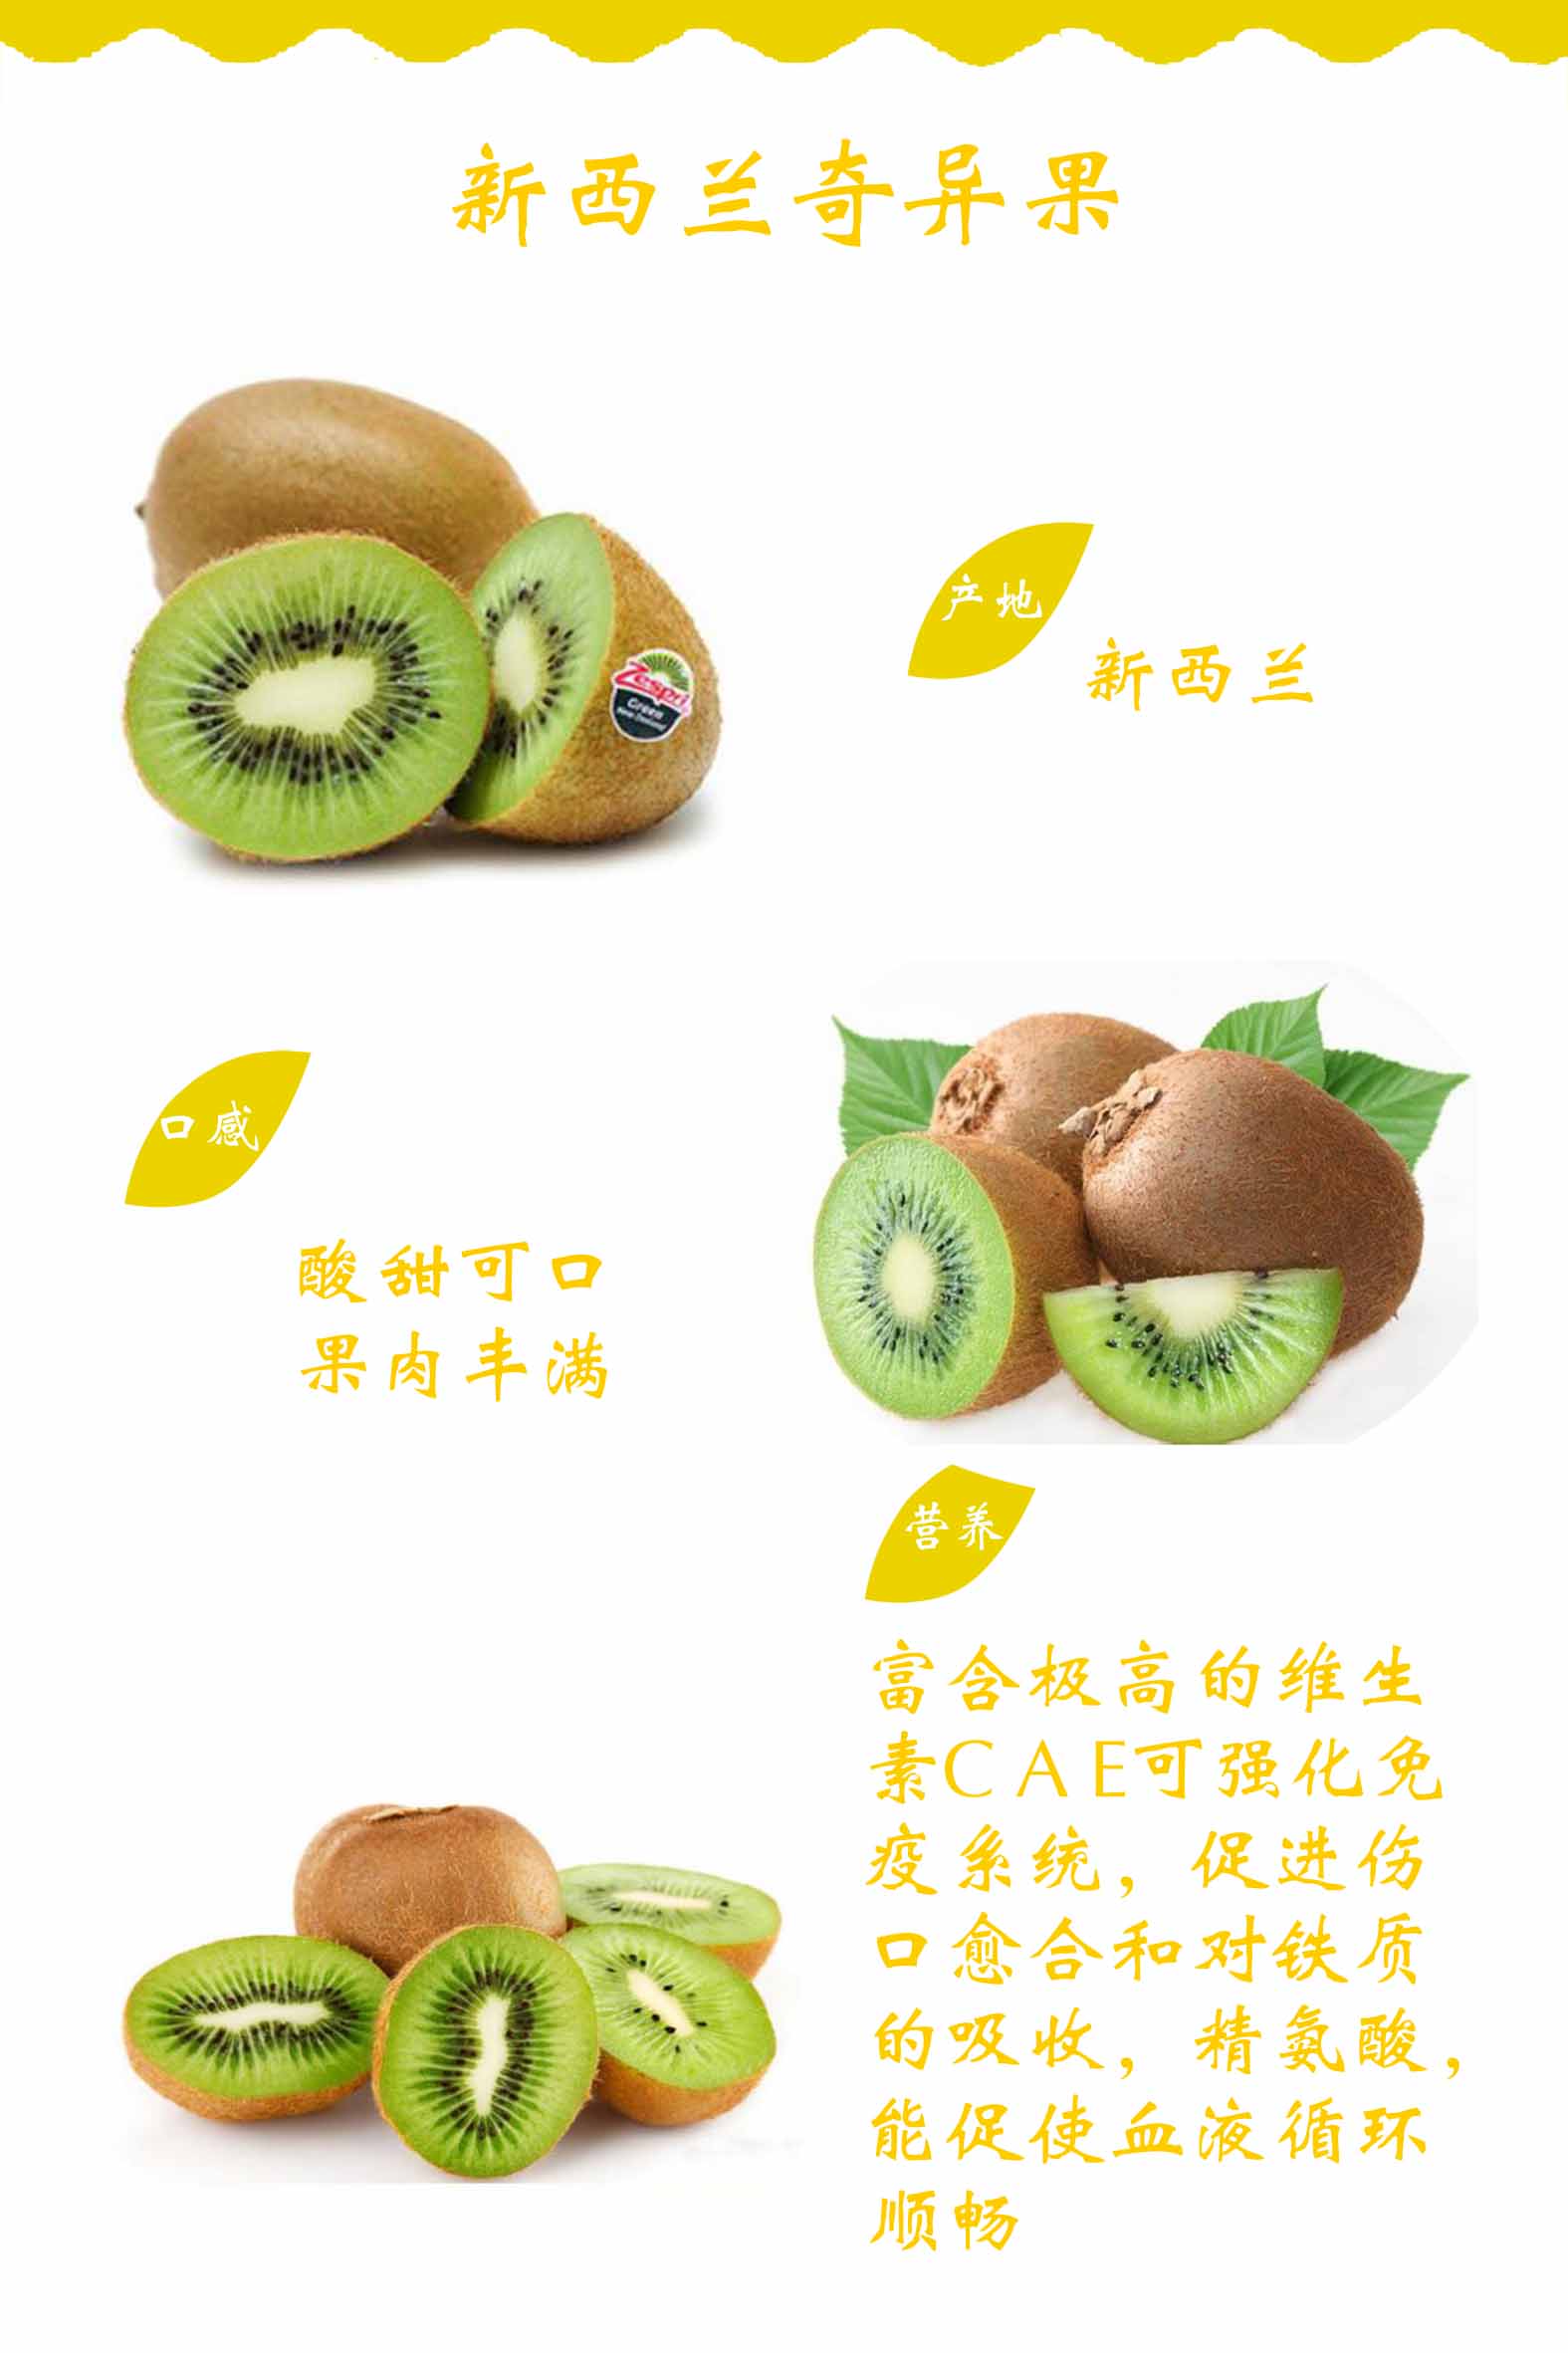 新西兰奇异果
Zespri
Green
New Zealand
产地
新西兰
口感
酸甜可口
果肉丰满
营养
富含极高的维生
素CAE可强化免
疫系统，促进伤
口愈合和对铁质
的吸收，精氨酸，
能促使血液循环
顺畅